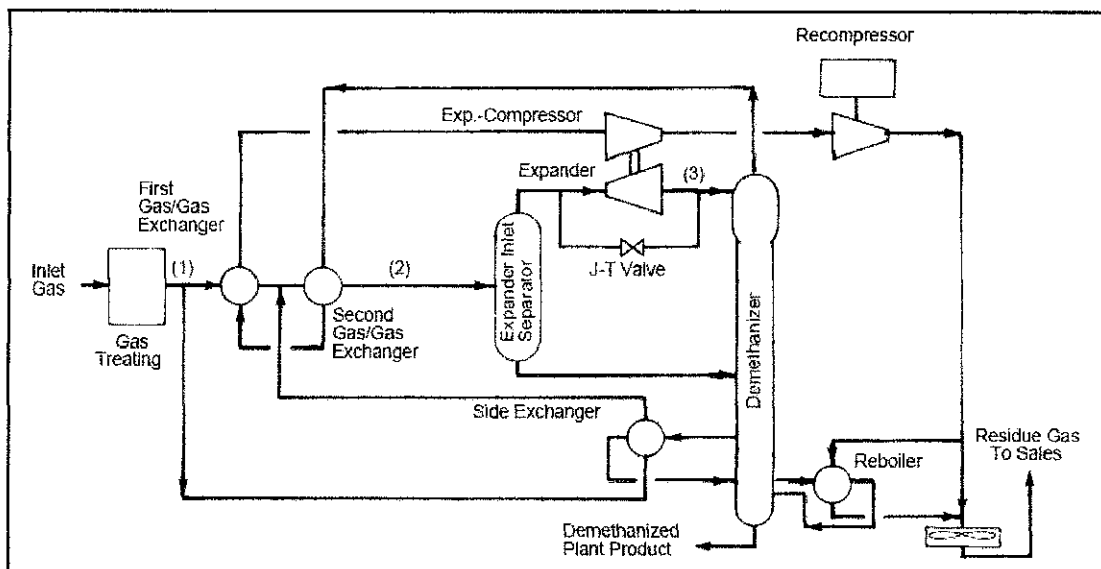 Recompressor
Exp.-Compressor
Expander
(3)
First
Gas/Gas
Exchanger
(1)
(2)
Inlet
Gas
J-T Valve
Expander Inlet
Separator
Second
Gas/Gas
Exchanger
Gas
Treating
Demethanizer
Side Exchanger
Reboiler
Residue Gas
To Sales
Demethanized
Plant Product